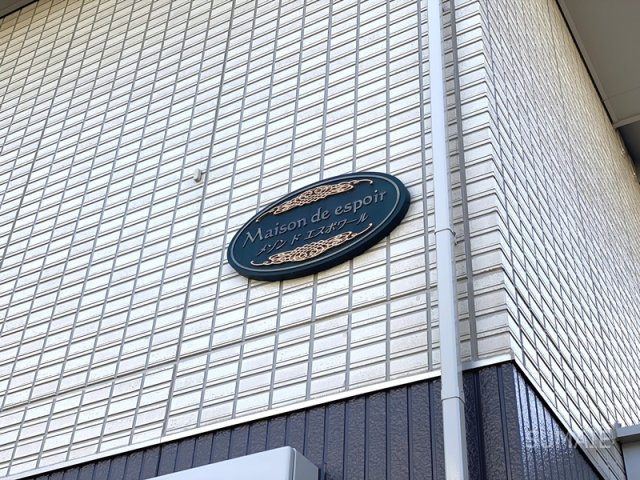 Maison de espoir
メゾン ド エスポワール